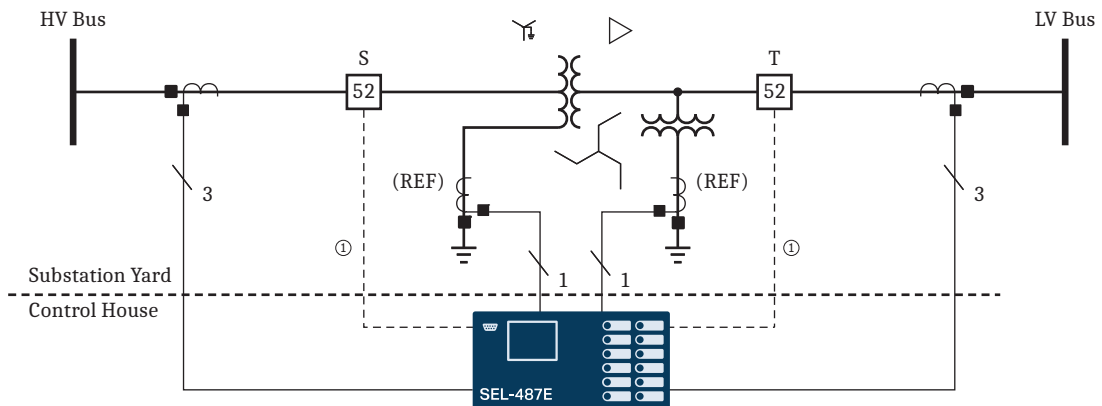 HV Bus
LV Bus
S
T
52
52
(REF)
(REF)
3
3
①
①
1
1
Substation Yard
Control House
SEL-487E